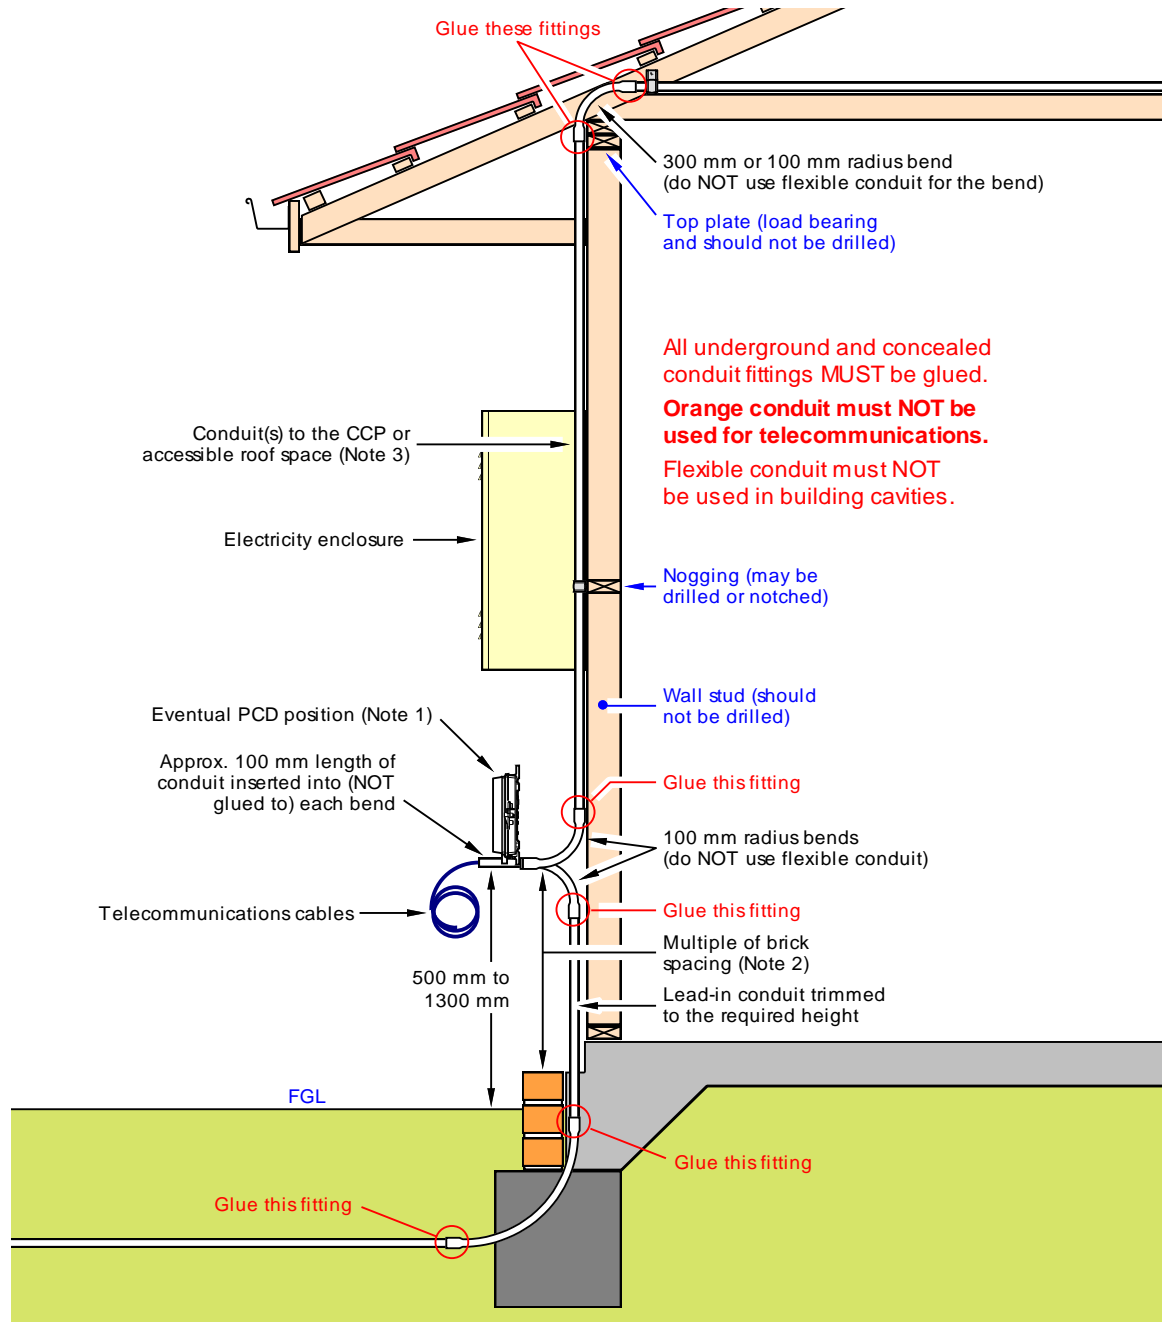 Glue these fittings
300 mm or 100 mm radius bend
(do NOT use flexible conduit for the bend)
Top plate (load bearing
and should not be drilled)
All underground and concealed
conduit fittings MUST be glued.
Orange conduit must NOT be
used for telecommunications.
Flexible conduit must NOT
be used in building cavities.
Conduit(s) to the CCP or
accessible roof space (Note 3)
Electricity enclosure
Nogging (may be
drilled or notched)
Wall stud (should
not be drilled)
Eventual PCD position (Note 1)
Approx. 100 mm length of
conduit inserted into (NOT
glued to) each bend
Glue this fitting
100 mm radius bends
(do NOT use flexible conduit)
Telecommunications cables
Glue this fitting
Multiple of brick
spacing (Note 2)
500 mm to
1300 mm
Lead-in conduit trimmed
to the required height
FGL
Glue this fitting
Glue this fitting